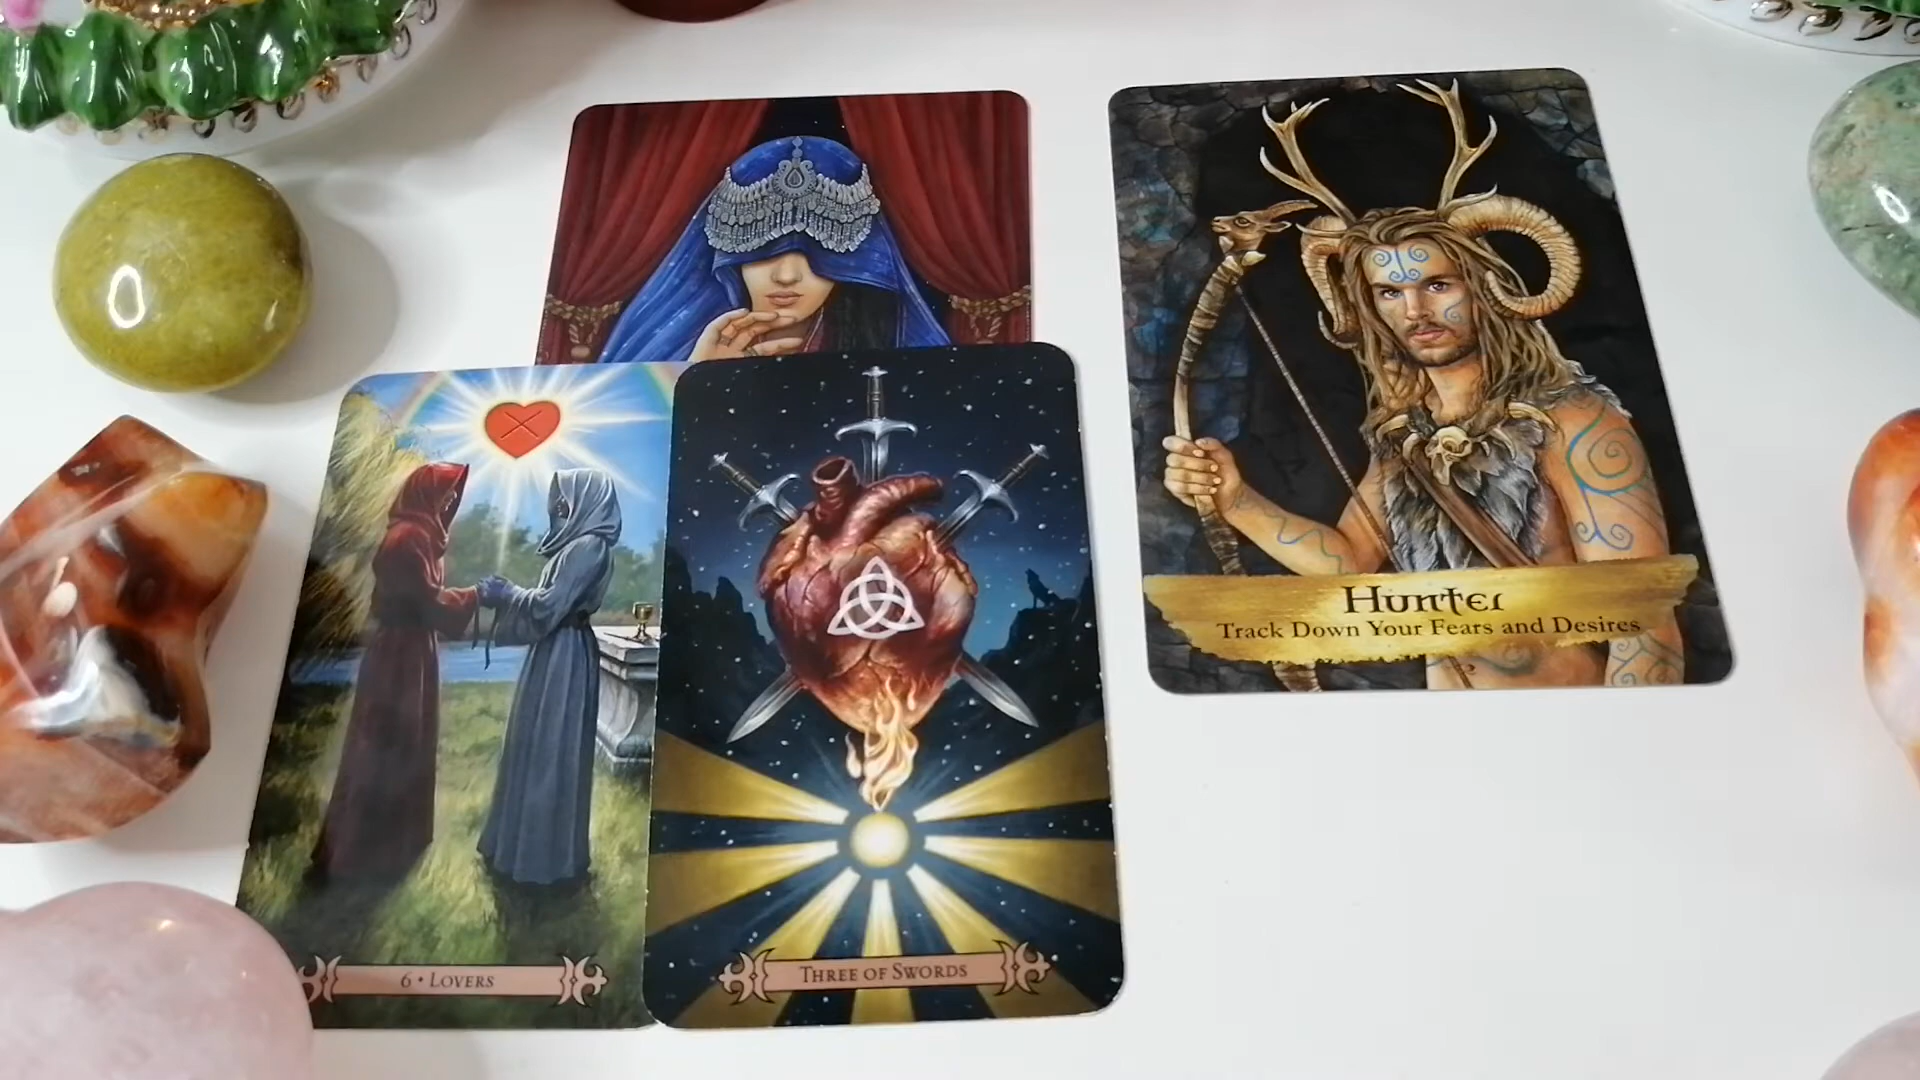 Hunter
Track Down Your Fears and Desires
6 • LOVERS
THREE OF SWORDS